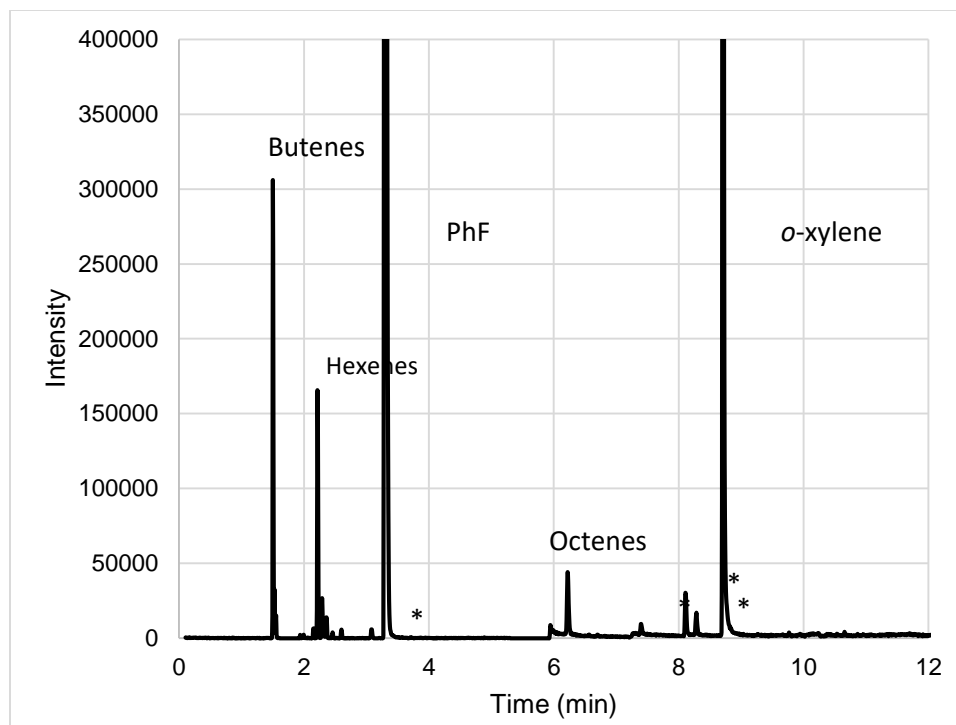 400000
350000
300000
250000
200000
150000
100000
50000
0
Intensity
Butenes
PhF
o-xylene
Hexenes
Octenes
*
*
*
*
0 2 4 6 8 10 12
Time (min)